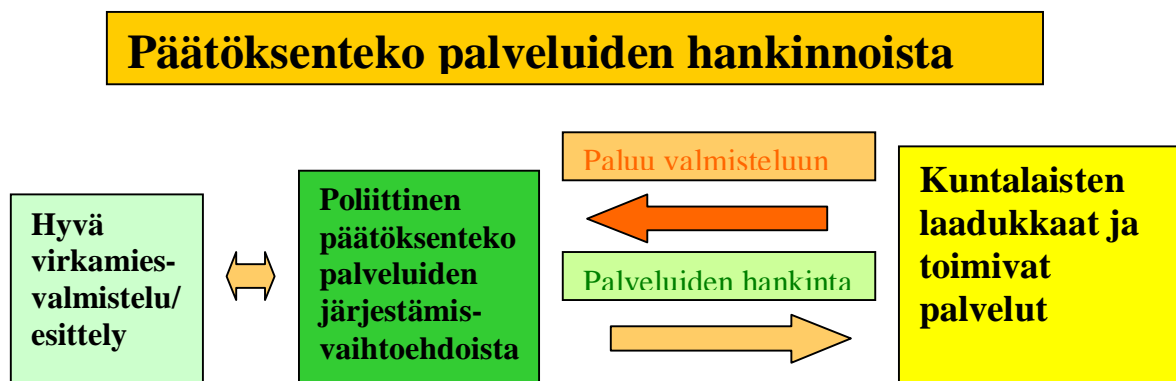 Päätöksenteko palveluiden hankinnoista
Hyvä
virkamies-
valmistelu/
esittely
Poliittinen
päätöksenteko
palveluiden
järjestämis-
vaihtoehdoista
Paluu valmisteluun
Palveluiden hankinta
Kuntalaisten
laadukkaat ja
toimivat
palvelut